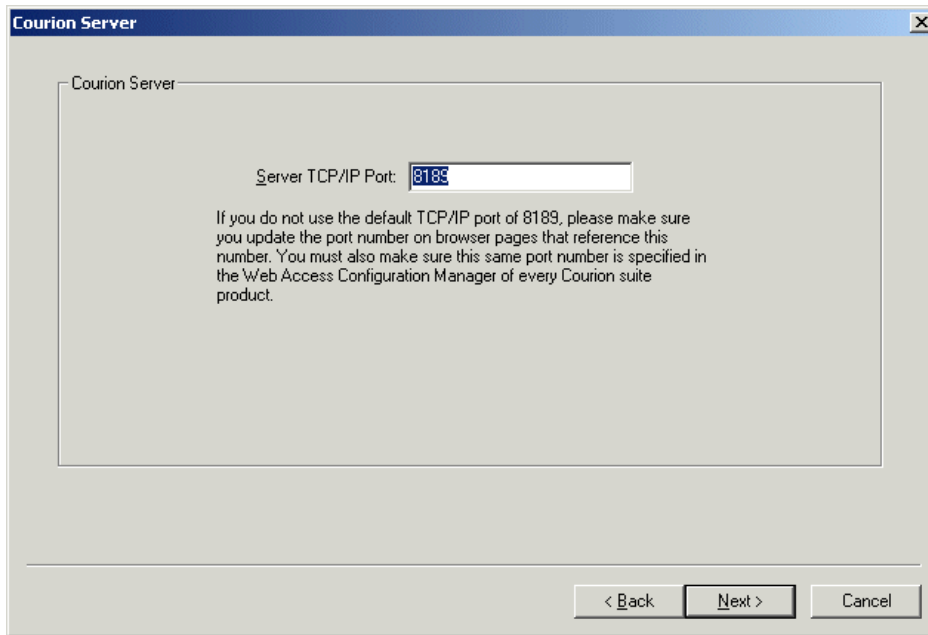 Courion Server
Courion Server
Server TCP/IP Port: 8189
If you do not use the default TCP/IP port of 8189, please make sure
you update the port number on browser pages that reference this
number. You must also make sure this same port number is specified in
the Web Access Configuration Manager of every Courion suite
product.
< Back Next > Cancel